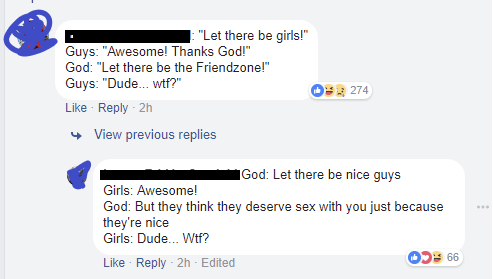 : "Let there be girls!"
Guys: "Awesome! Thanks God!"
God: "Let there be the Friendzone!"
Guys: "Dude... wtf?"
274
Like · Reply · 2h
View previous replies
God: Let there be nice guys
Girls: Awesome!
God: But they think they deserve sex with you just because
they're nice
Girls: Dude... Wtf?
66
Like · Reply · 2h · Edited